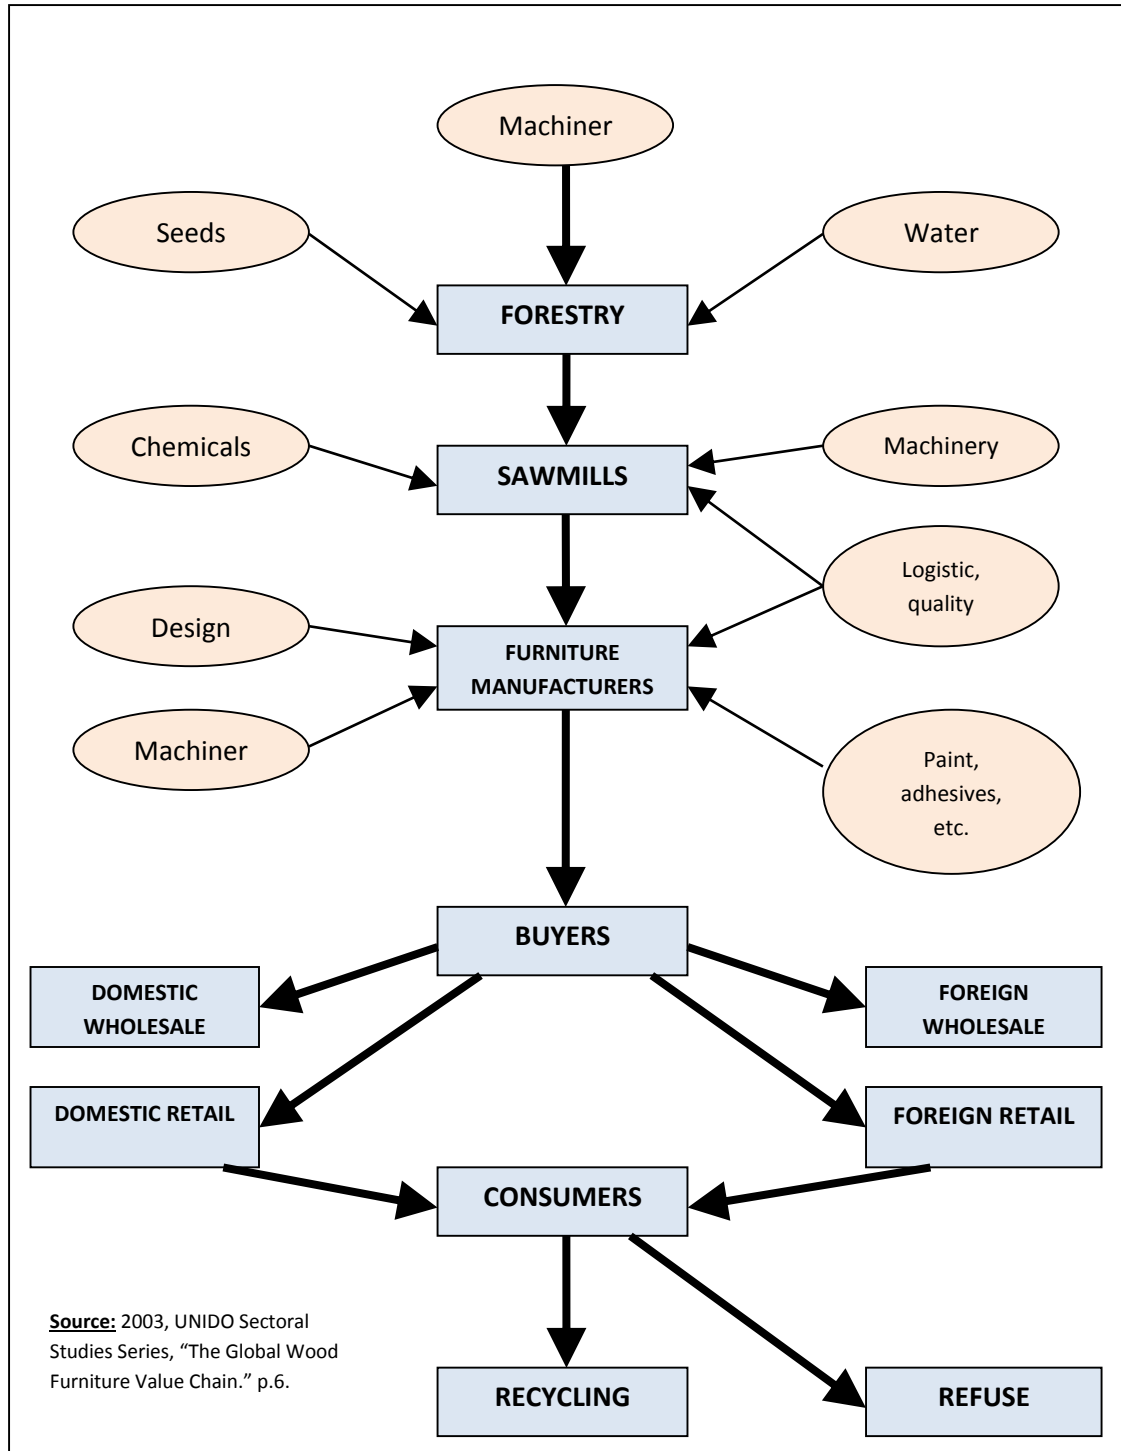 Machiner
Seeds
Water
FORESTRY
Chemicals
Machinery
SAWMILLS
Logistic,
quality
Design
FURNITURE
MANUFACTURERS
Machiner
Paint,
adhesives,
etc.
BUYERS
DOMESTIC
WHOLESALE
FOREIGN
WHOLESALE
DOMESTIC RETAIL
FOREIGN RETAIL
CONSUMERS
Source: 2003, UNIDO Sectoral
Studies Series, “The Global Wood
Furniture Value Chain.” p.6.
RECYCLING
REFUSE